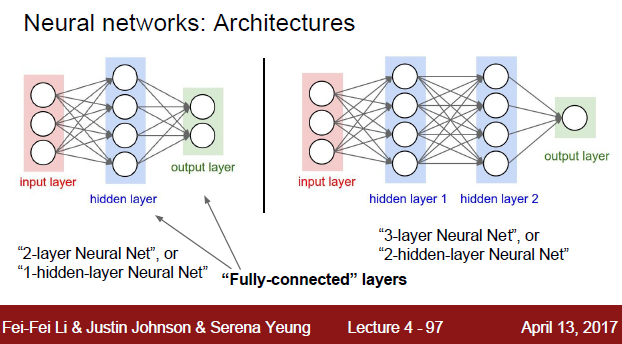 Neural networks: Architectures
input layer
hidden layer
output layer
input layer
hidden layer 1
hidden layer 2
output layer
“2-layer Neural Net”, or
“1-hidden-layer Neural Net”
“Fully-connected” layers
“3-layer Neural Net”, or
“2-hidden-layer Neural Net”
Fei-Fei Li & Justin Johnson & Serena Yeung
Lecture 4 - 97
April 13, 2017